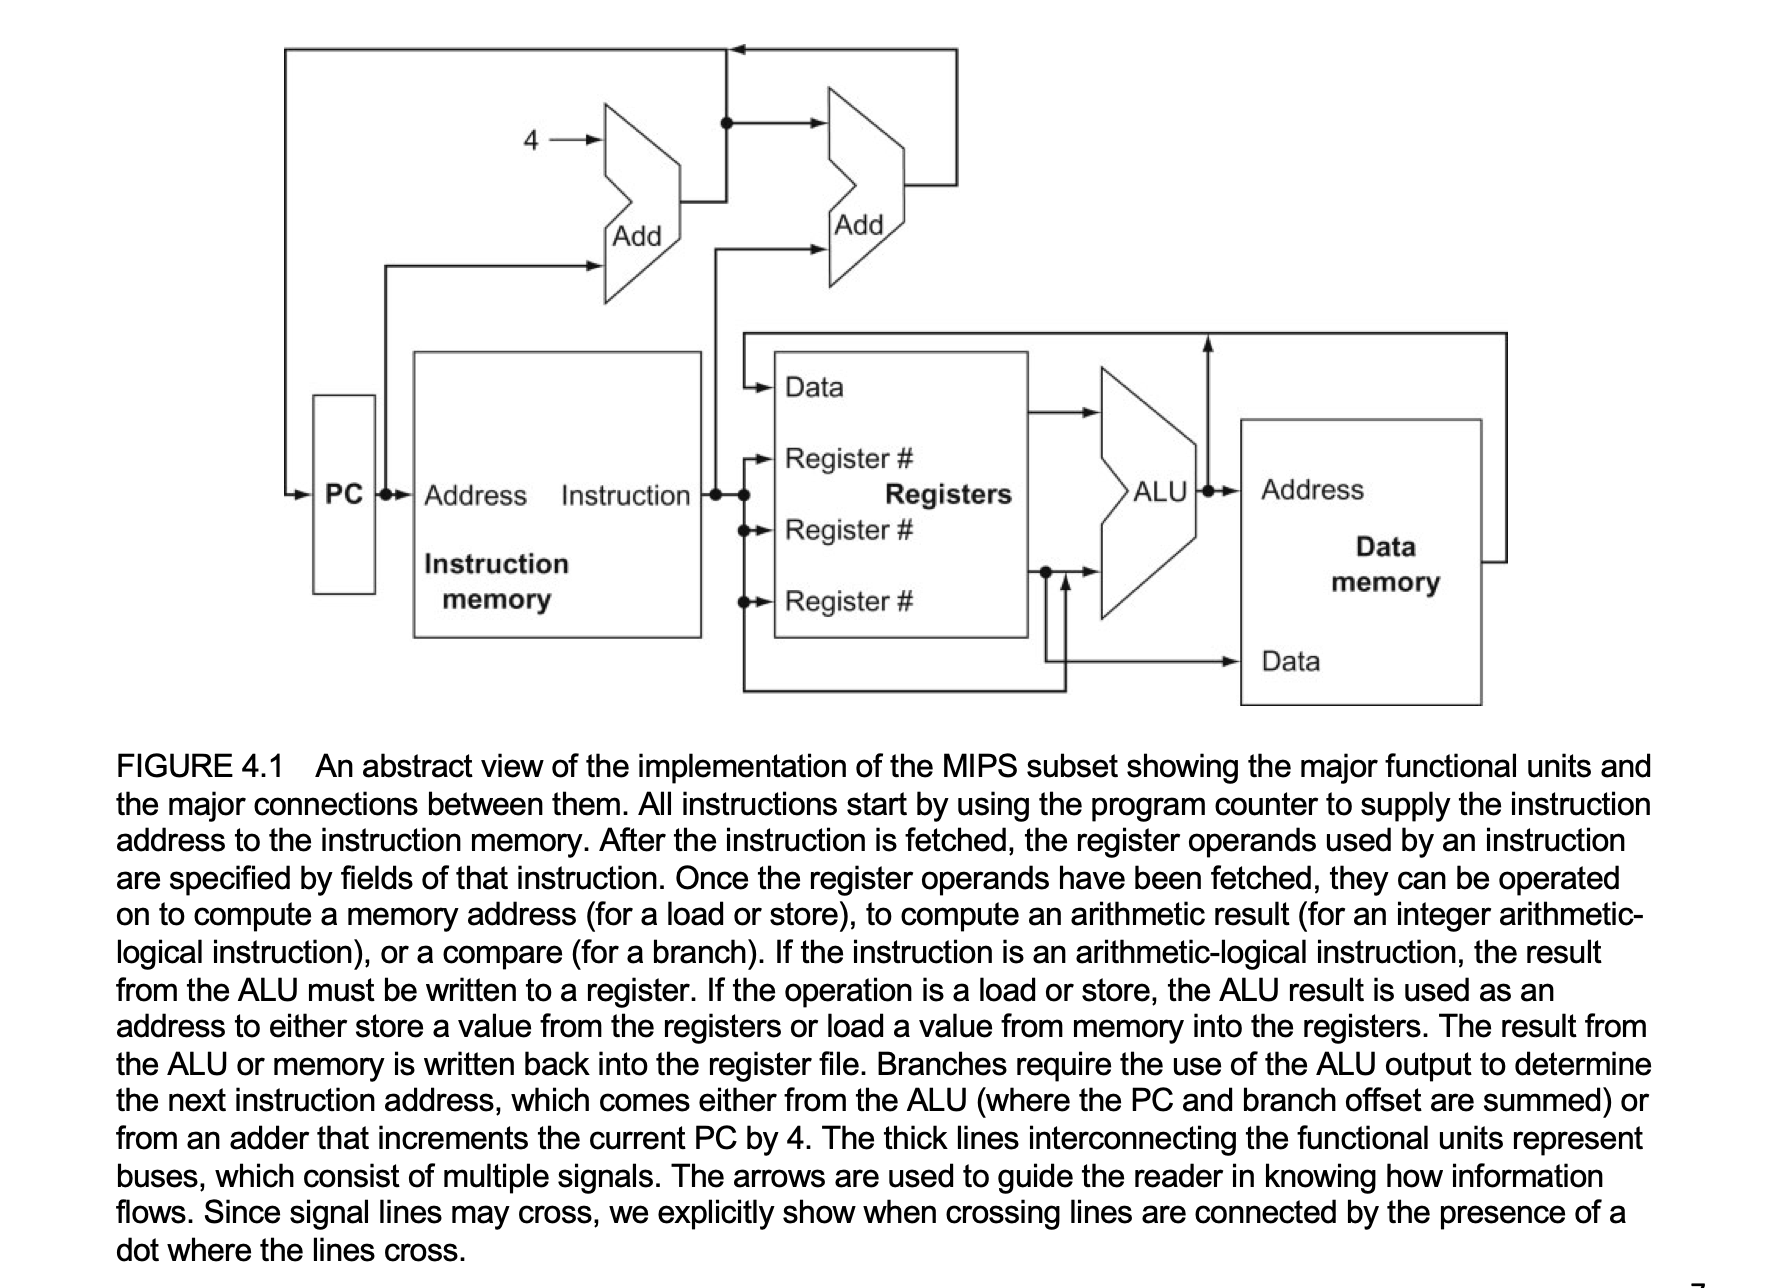 4
Add
Add
Data
Register #
PC
Address
Instruction
Registers
ALU
Address
Register #
Data
memory
Instruction
memory
Register #
Data
FIGURE 4.1 An abstract view of the implementation of the MIPS subset showing the major functional units and
the major connections between them. All instructions start by using the program counter to supply the instruction
address to the instruction memory. After the instruction is fetched, the register operands used by an instruction
are specified by fields of that instruction. Once the register operands have been fetched, they can be operated
on to compute a memory address (for a load or store), to compute an arithmetic result (for an integer arithmetic-
logical instruction), or a compare (for a branch). If the instruction is an arithmetic-logical instruction, the result
from the ALU must be written to a register. If the operation is a load or store, the ALU result is used as an
address to either store a value from the registers or load a value from memory into the registers. The result from
the ALU or memory is written back into the register file. Branches require the use of the ALU output to determine
the next instruction address, which comes either from the ALU (where the PC and branch offset are summed) or
from an adder that increments the current PC by 4. The thick lines interconnecting the functional units represent
buses, which consist of multiple signals. The arrows are used to guide the reader in knowing how information
flows. Since signal lines may cross, we explicitly show when crossing lines are connected by the presence of a
dot where the lines cross.